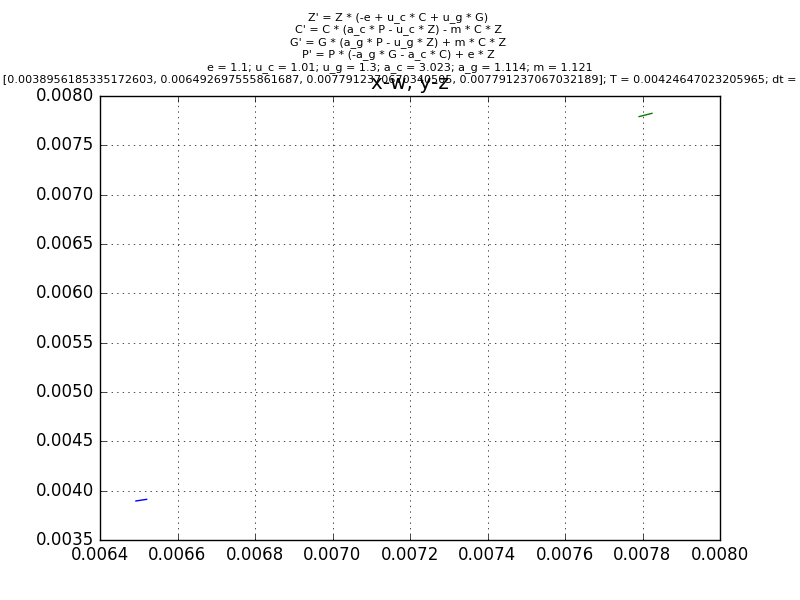 Z' = Z * (-e + u_c * C + u_g * G)
C' = C * (a_c * P - u_c * Z) - m * C * Z
G' = G * (a_g * P - u_g * Z) + m * C * Z
P' = P * (-a_g * G - a_c * C) + e * Z
e = 1.1; u_c = 1.01; u_g = 1.3; a_c = 3.023; a_g = 1.114; m = 1.121
[0.0038956185335172603, 0.006492697555861687, 0.007791237067032189]; T = 0.00424647023205965; dt =
x-w, y-z
0.0080
0.0075
0.0070
0.0065
0.0060
0.0055
0.0050
0.0045
0.0040
0.0035
0.0064 0.0066 0.0068 0.0070 0.0072 0.0074 0.0076 0.0078 0.0080